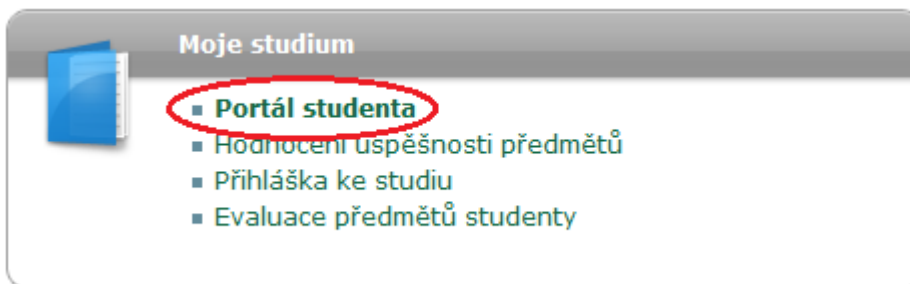 Moje studium
Portál studenta
Hodnocení úspěšnosti předmětů
Přihláška ke studiu
Evaluace předmětů studenty